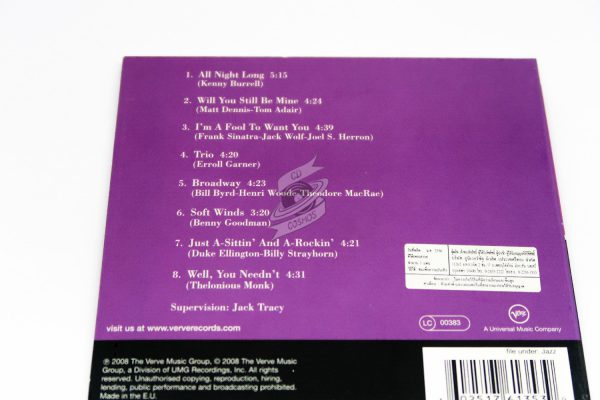 1. All Night Long 5:15
(Kenny Burrell)
2. Will You Still Be Mine 4:24
(Matt Dennis-Tom Adair)
3. I'm A Fool To Want You 4:39
(Frank Sinatra-Jack Wolf-Joel S. Herron)
4. Trio 4:20
(Erroll Garner)
5. Broadway 4:23
(Bill Byrd-Henri Woode-Theodore MacRae)
6. Soft Winds 3:20
(Benny Goodman)
7. Just A-Sittin' And A-Rockin' 4:21
(Duke Ellington-Billy Strayhorn)
8. Well, You Needn't 4:31
(Thelonious Monk)
Supervision: Jack Tracy
CD
COSMOS
visit us at www.ververecords.com
LC 00383
Verve
A Universal Music Company
file under: Jazz
℗ 2008 The Verve Music Group, © 2008 The Verve Music
Group, a Division of UMG Recordings, Inc. All rights
reserved. Unauthorised copying, reproduction, hiring,
lending, public performance and broadcasting prohibited.
Made in the E.U.